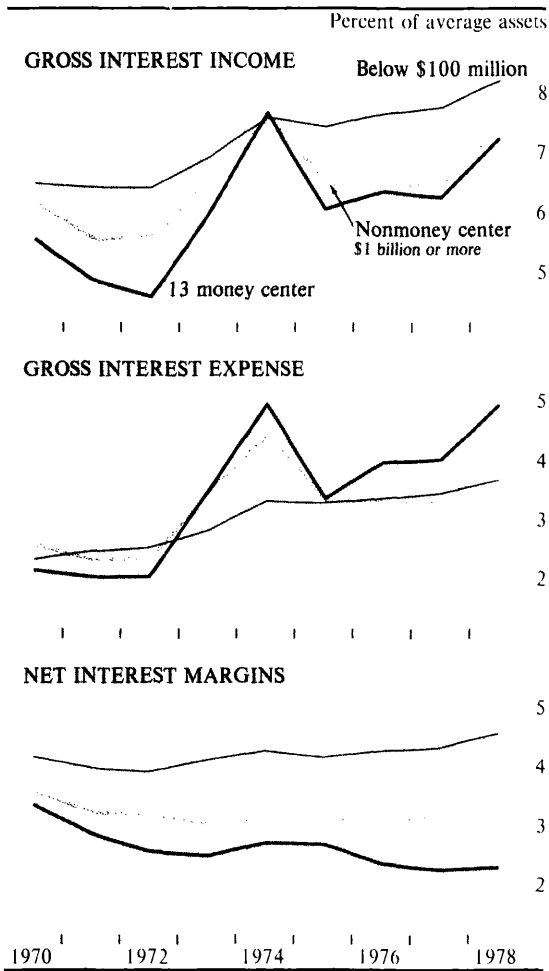 Percent of average assets
GROSS INTEREST INCOME
Below $100 million
8
7
6
Nonmoney center
$1 billion or more
5
13 money center
GROSS INTEREST EXPENSE
5
4
3
2
NET INTEREST MARGINS
5
4
3
2
1970 1972 1974 1976 1978